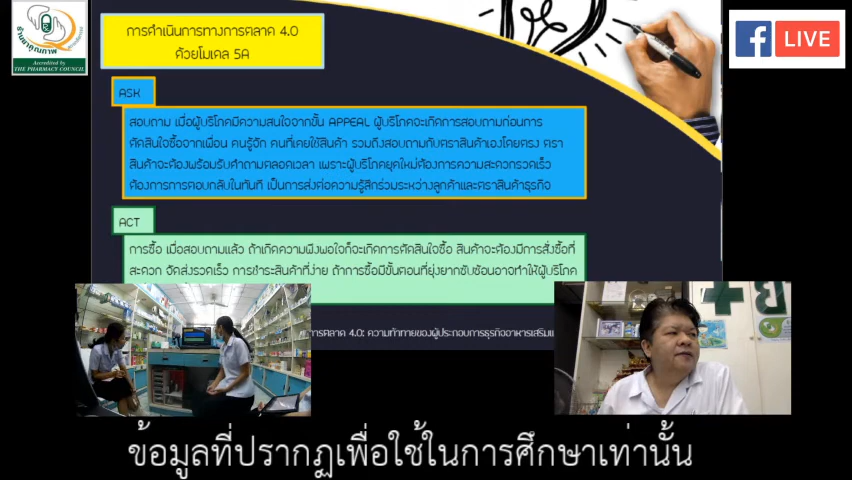 ร้านยาคุณภาพ
Accredited by
THE PHARMACY COUNCIL
การดำเนินการทางการตลาด 4.0
ด้วยโมเดล 5A
f LIVE
ASK
สอบถาม เมื่อผู้บริโภคมีความสนใจจากขั้น APPEAL ผู้บริโภคจะเกิดการสอบถามก่อนการ
ตัดสินใจซื้อจากเพื่อน คนรู้จัก คนที่เคยใช้สินค้า รวมถึงสอบถามกับตราสินค้าเองโดยตรง ตรา
สินค้าจะต้องพร้อมรับคำถามตลอดเวลา เพราะผู้บริโภคยุคใหม่ต้องการความสะดวกรวดเร็ว
ต้องการการตอบกลับในทันที เป็นการส่งต่อความรู้สึกร่วมระหว่างลูกค้าและตราสินค้าธุรกิจ
ACT
การซื้อ เมื่อสอบถามแล้ว ถ้าเกิดความพึงพอใจก็จะเกิดการตัดสินใจซื้อ สินค้าจะต้องมีการสั่งซื้อที่
สะดวก จัดส่งรวดเร็ว การชำระสินค้าที่ง่าย ถ้าการซื้อมีขั้นตอนที่ยุ่งยากซับซ้อนอาจทำให้ผู้บริโภค
การตลาด 4.0: ความท้าทายของผู้ประกอบการธุรกิจอาหารเสริมแ
ย
ข้อมูลที่ปรากฏเพื่อใช้ในการศึกษาเท่านั้น